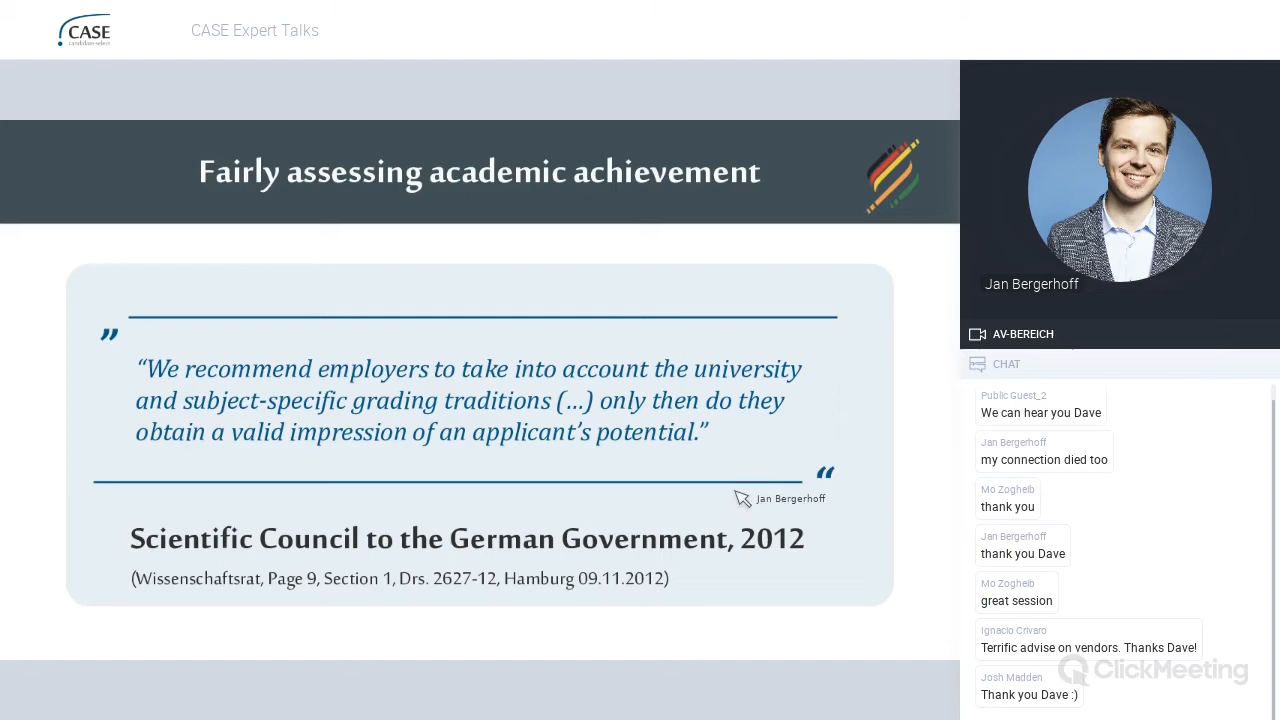 CASE
candidate-select
CASE Expert Talks
Fairly assessing academic achievement
”
“We recommend employers to take into account the university
and subject-specific grading traditions (...) only then do they
obtain a valid impression of an applicant’s potential.”
“
Jan Bergerhoff
Scientific Council to the German Government, 2012
(Wissenschaftsrat, Page 9, Section 1, Drs. 2627-12, Hamburg 09.11.2012)
Jan Bergerhoff
AV-BEREICH
CHAT
Public Guest_2
We can hear you Dave
Jan Bergerhoff
my connection died too
Mo Zogheib
thank you
Jan Bergerhoff
thank you Dave
Mo Zogheib
great session
Ignacio Crivaro
Terrific advise on vendors. Thanks Dave!
ClickMeeting
Josh Madden
Thank you Dave :)